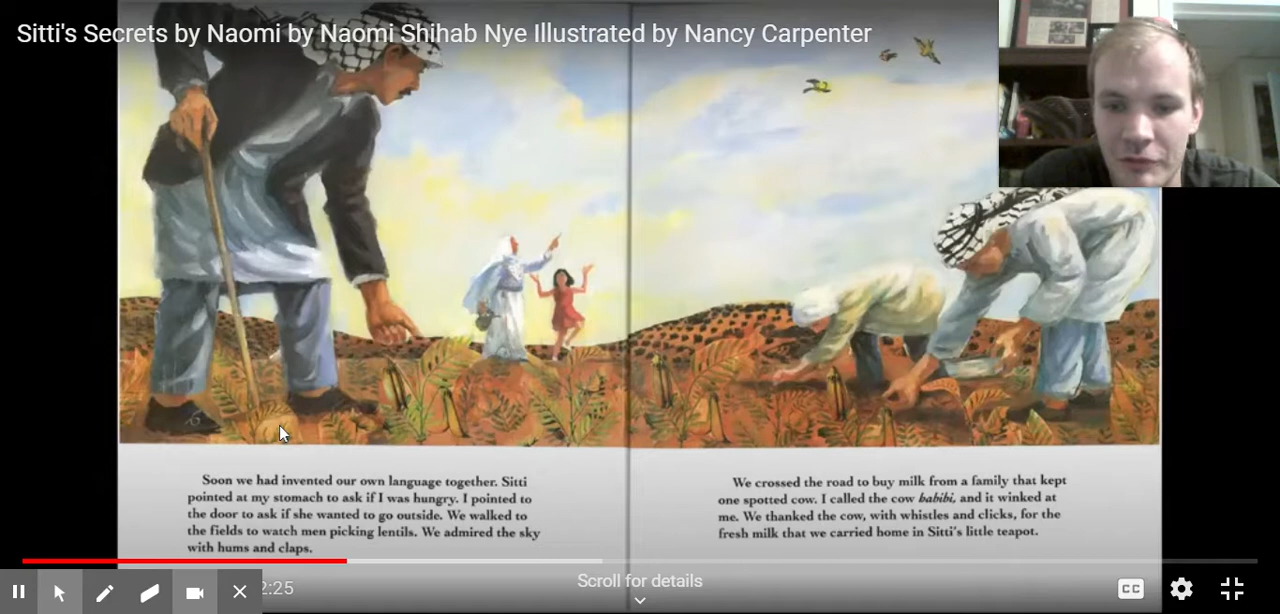 Sitti's Secrets by Naomi by Naomi Shihab Nye Illustrated by Nancy Carpenter
Soon we had invented our own language together. Sitti
pointed at my stomach to ask if I was hungry. I pointed to
the door to ask if she wanted to go outside. We walked to
the fields to watch men picking lentils. We admired the sky
with hums and claps.
We crossed the road to buy milk from a family that kept
one spotted cow. I called the cow habibi, and it winked at
me. We thanked the cow, with whistles and clicks, for the
fresh milk that we carried home in Sitti's little teapot.
2:25
Scroll for details
CC